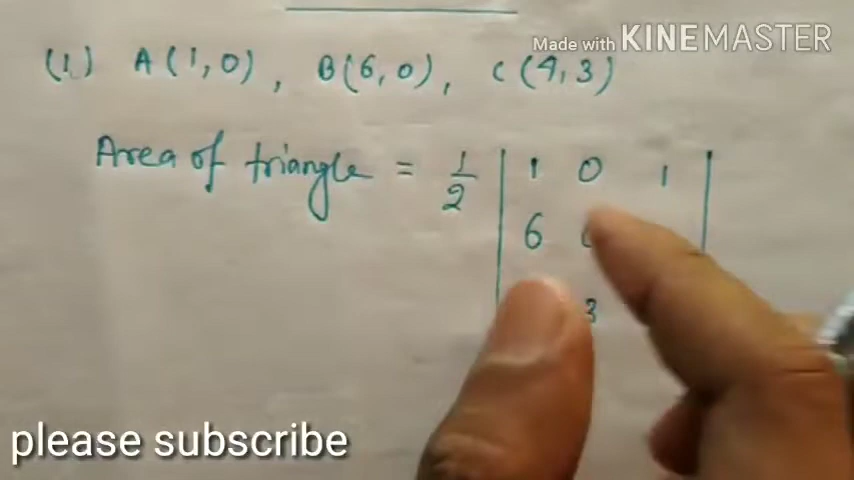 Made with KINEMASTER
(1) A(1,0), B(6,0), C(4,3)
Area of triangle = 1/2 | 1 0 1 |
6
3
please subscribe